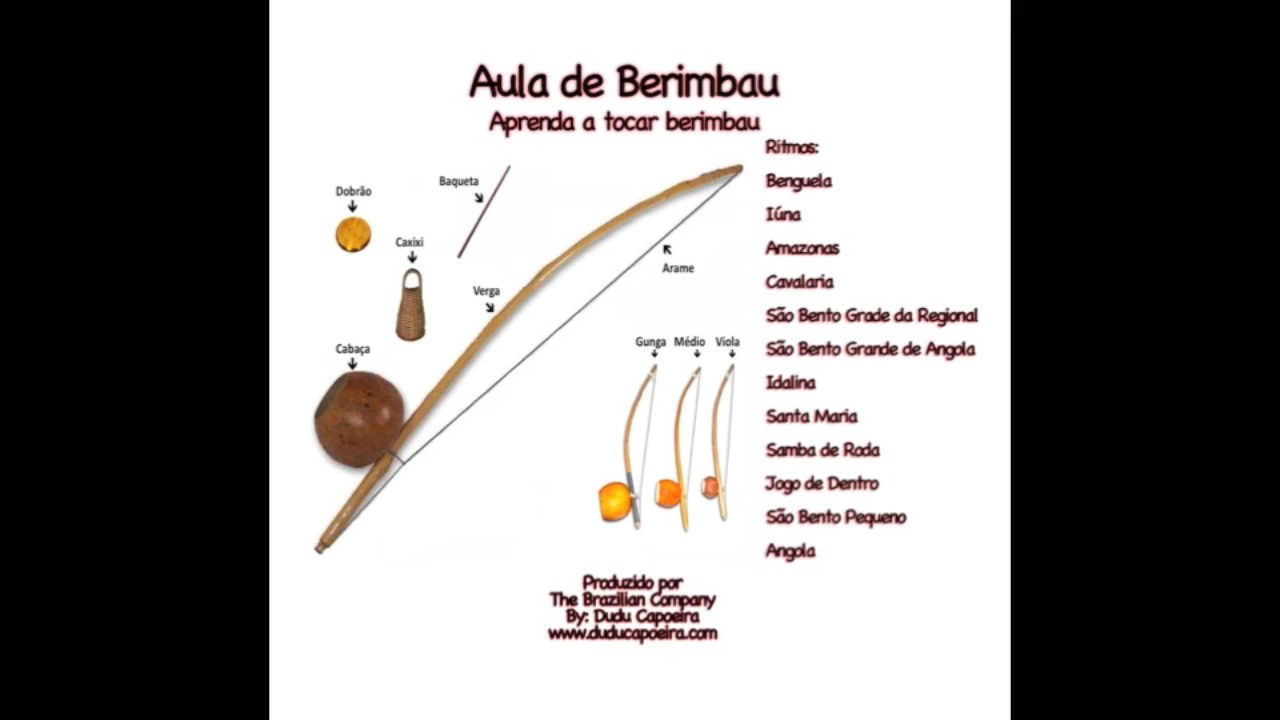 Aula de Berimbau
Aprenda a tocar berimbau
Ritmos:
Benguela
Iúna
Amazonas
Cavalaria
São Bento Grade da Regional
São Bento Grande de Angola
Idalina
Santa Maria
Samba de Roda
Jogo de Dentro
São Bento Pequeno
Angola
Dobrão
Baqueta
Caxixi
Arame
Verga
Cabaça
Gunga Médio Viola
Produzido por
The Brazilian Company
By: Dudu Capoeira
www.duducapoeira.com